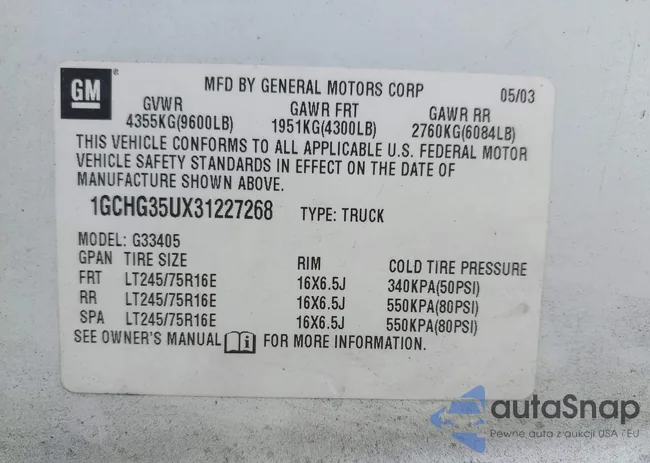 GM
MFD BY GENERAL MOTORS CORP 05/03
GVWR GAWR FRT GAWR RR
4355KG(9600LB) 1951KG(4300LB) 2760KG(6084LB)
THIS VEHICLE CONFORMS TO ALL APPLICABLE U.S. FEDERAL MOTOR
VEHICLE SAFETY STANDARDS IN EFFECT ON THE DATE OF
MANUFACTURE SHOWN ABOVE.
1GCHG35UX31227268 TYPE: TRUCK
MODEL: G33405
GPAN TIRE SIZE RIM COLD TIRE PRESSURE
FRT LT245/75R16E 16X6.5J 340KPA(50PSI)
RR LT245/75R16E 16X6.5J 550KPA(80PSI)
SPA LT245/75R16E 16X6.5J 550KPA(80PSI)
SEE OWNER'S MANUAL FOR MORE INFORMATION.
autaSnap
Pewne auta z aukcji USA i EU